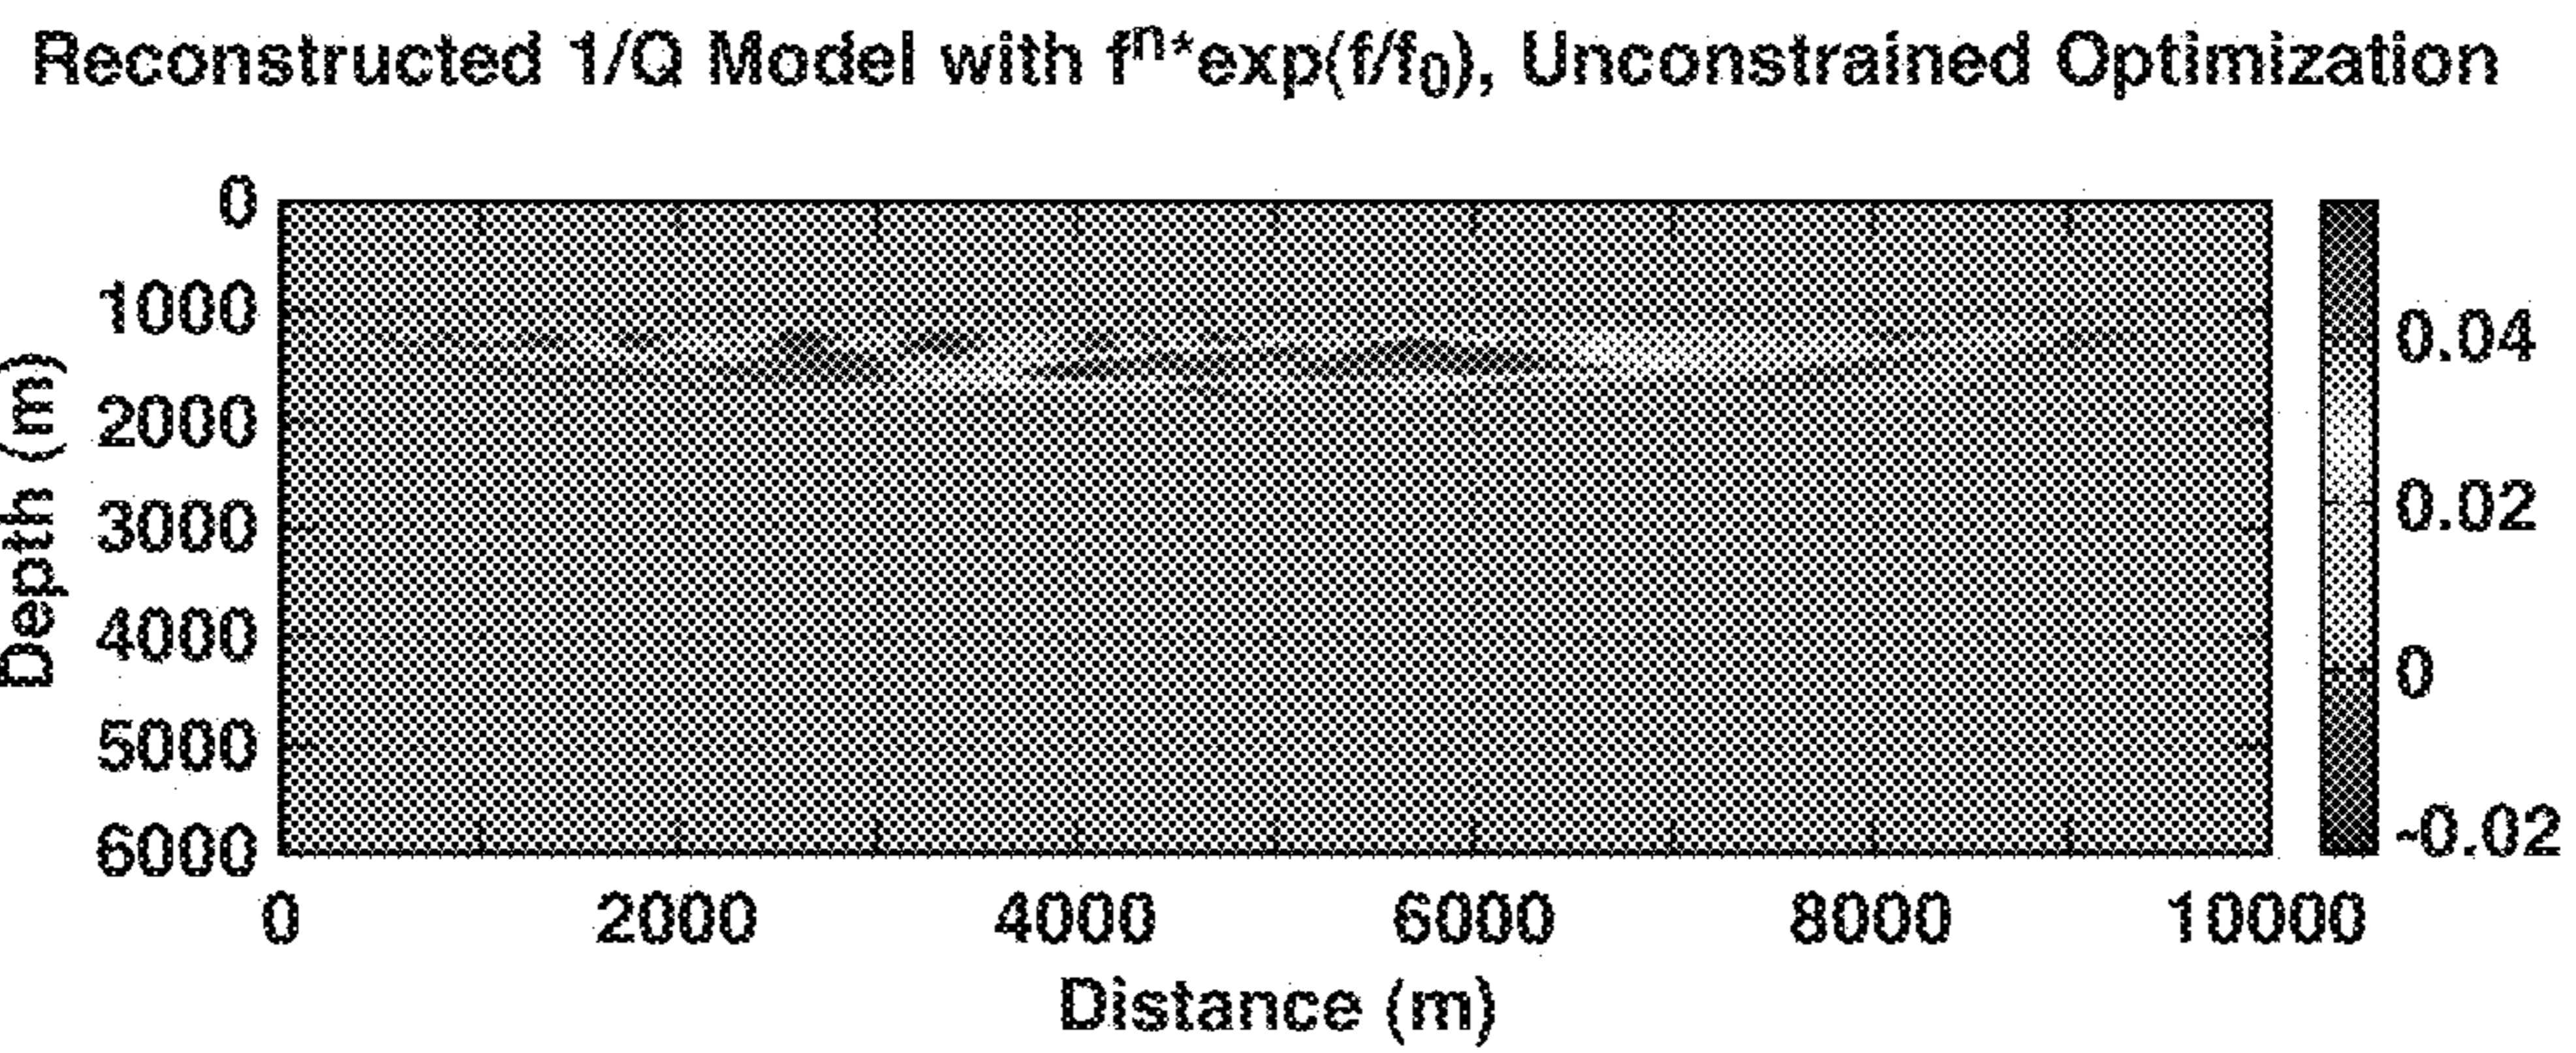 Reconstructed 1/Q Model with fⁿ*exp(f/f₀), Unconstrained Optimization
0
1000
2000
3000
4000
5000
6000
Depth (m)
0 2000 4000 6000 8000 10000
Distance (m)
0.04
0.02
0
-0.02